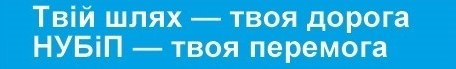 Твій шлях — твоя дорога
НУБіП — твоя перемога